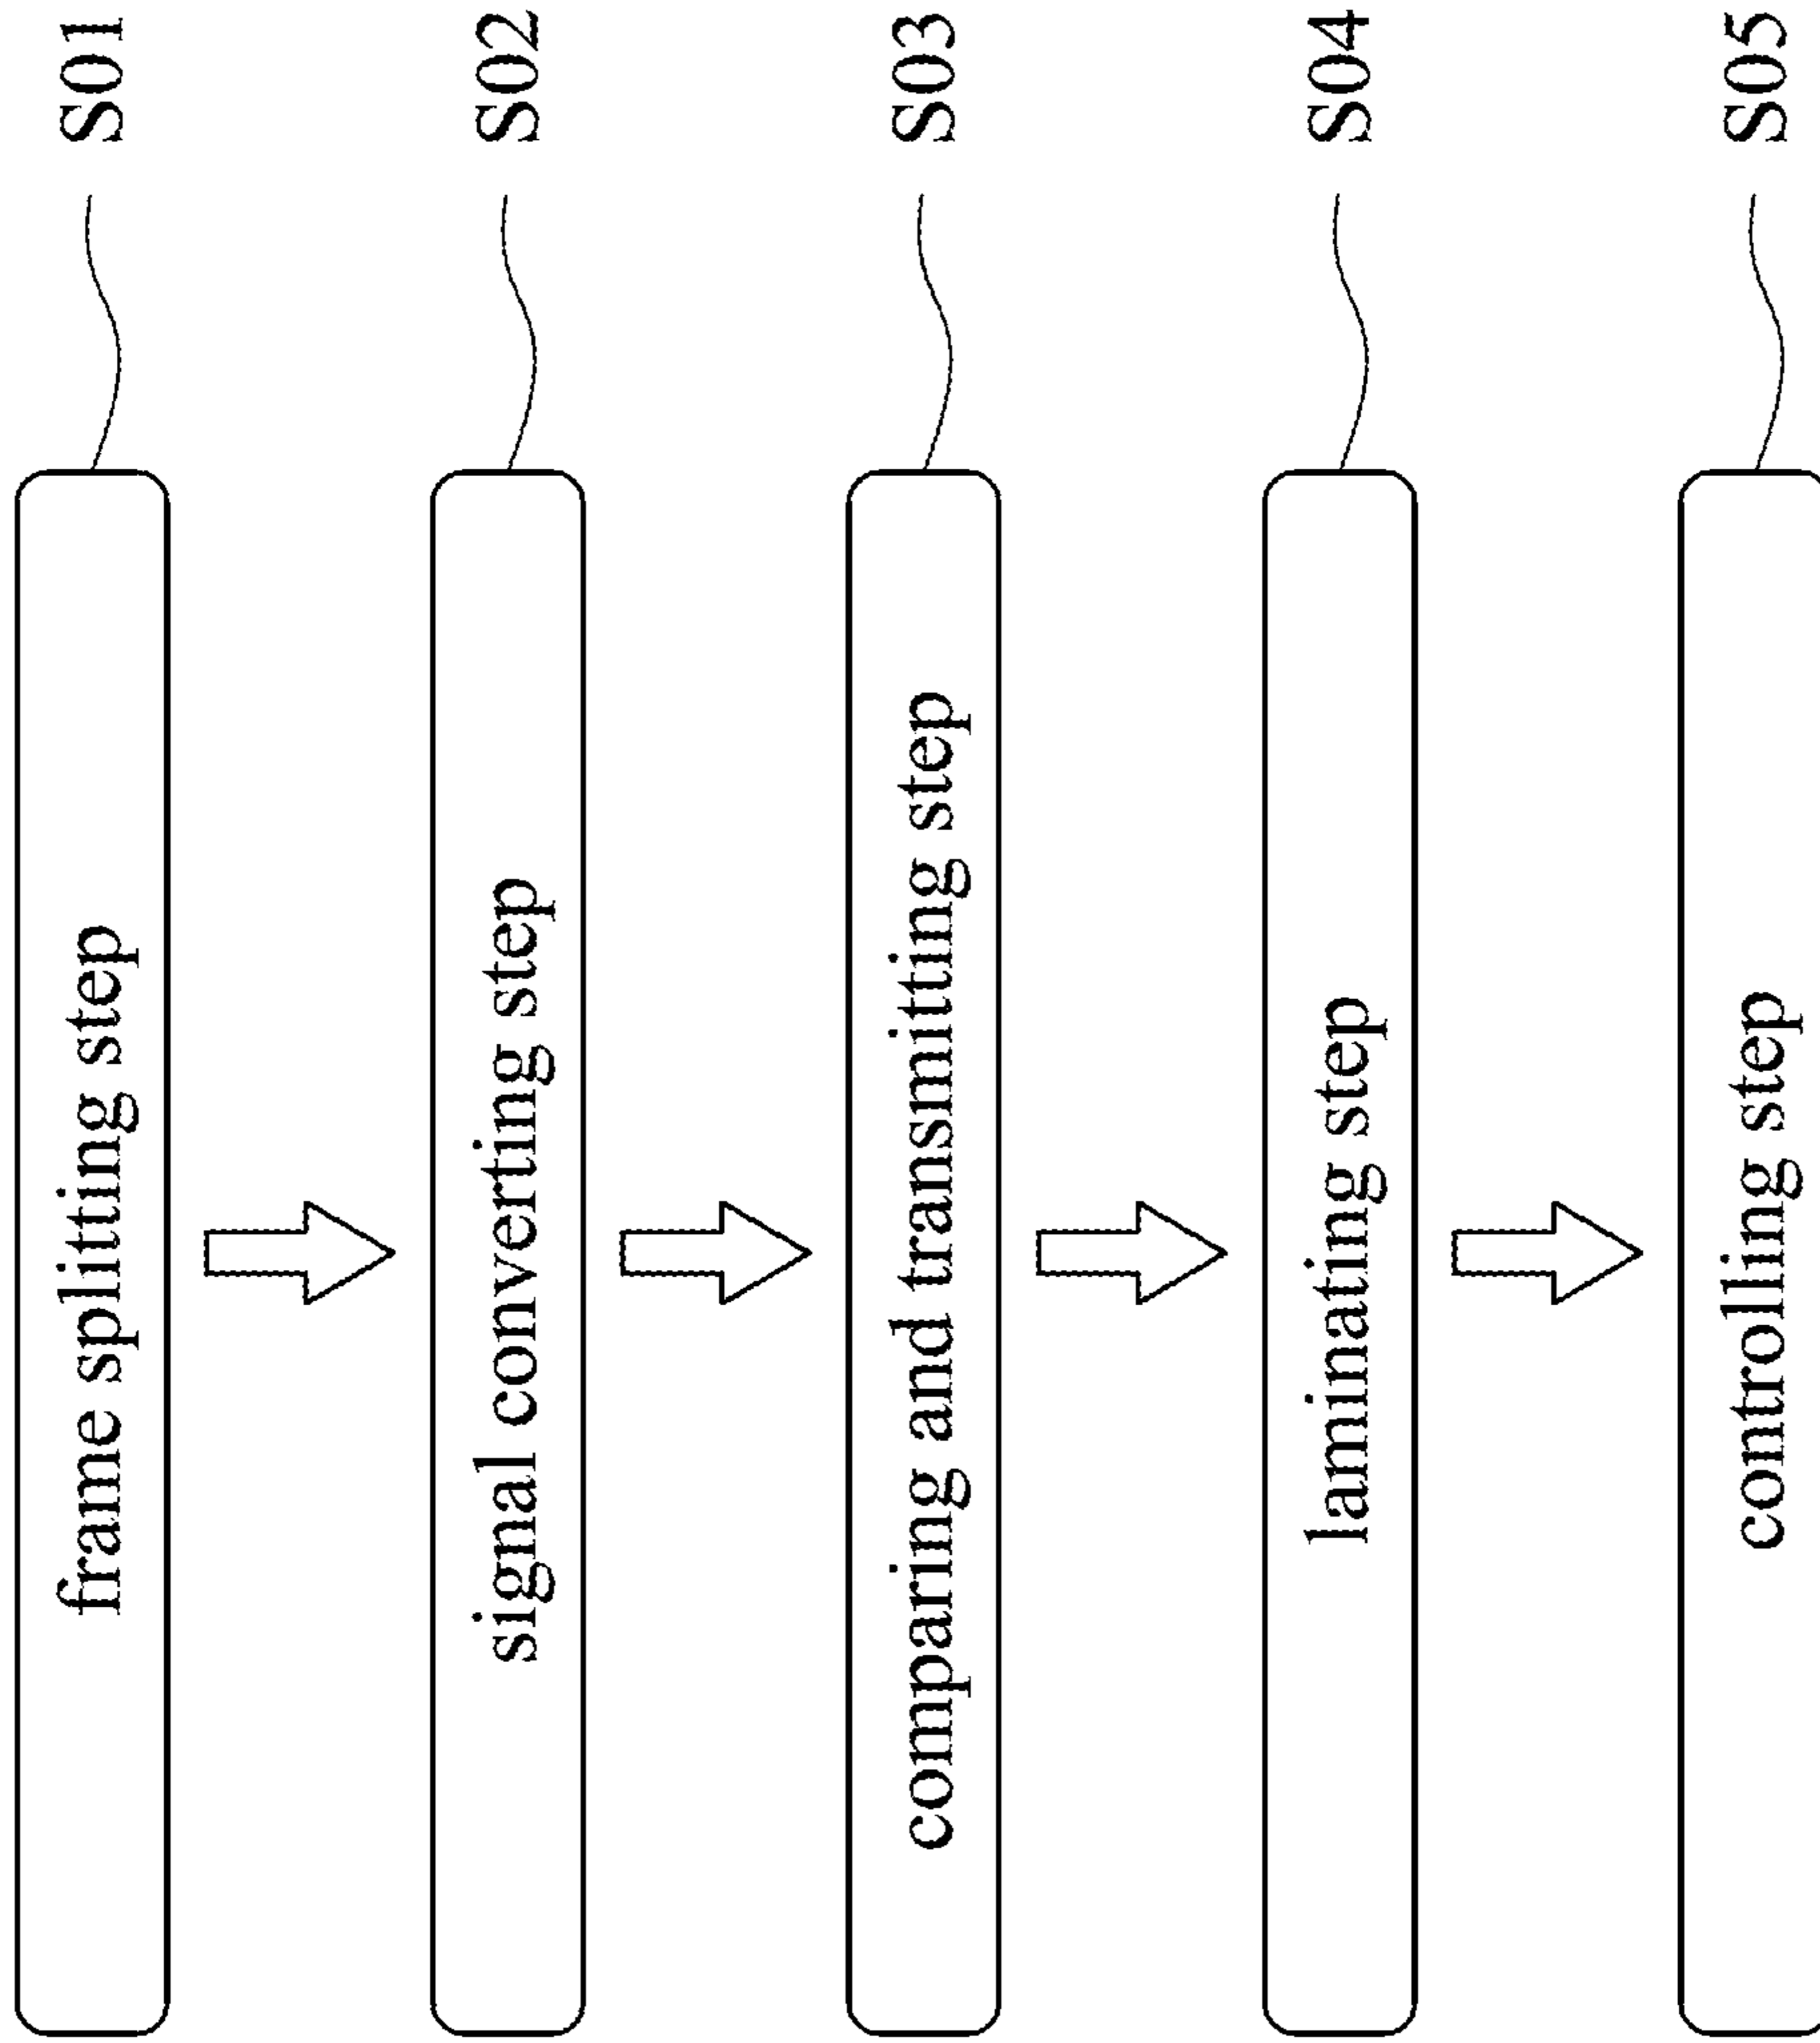 frame splitting step
S01
signal converting step
S02
comparing and transmitting step
S03
laminating step
S04
controlling step
S05